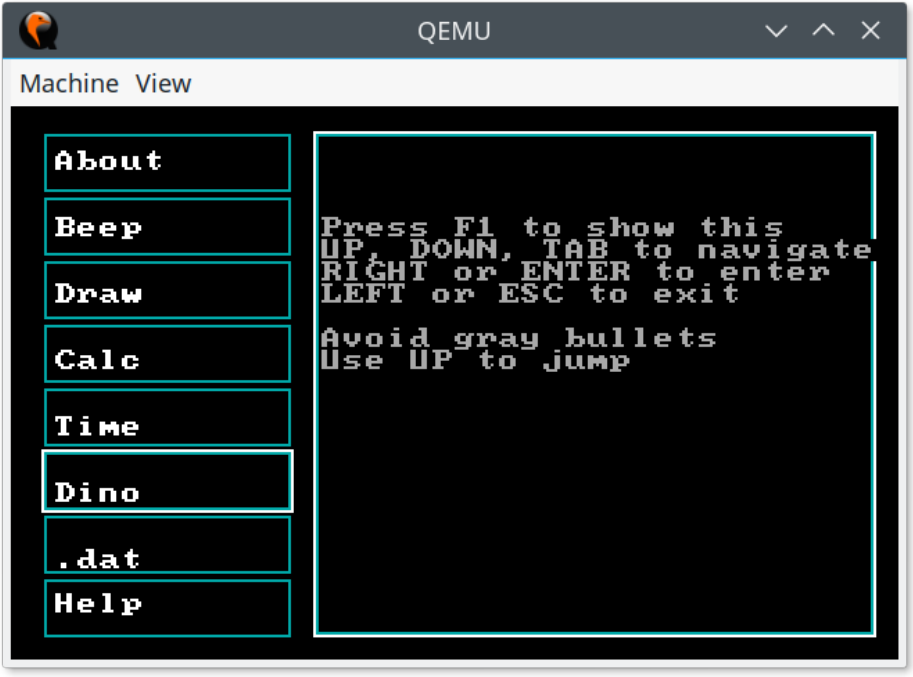 QEMU
Machine View
About
Beep
Draw
Calc
Time
Dino
.dat
Help
Press F1 to show this
UP, DOWN, TAB to navigate
RIGHT or ENTER to enter
LEFT or ESC to exit
Avoid gray bullets
Use UP to jump